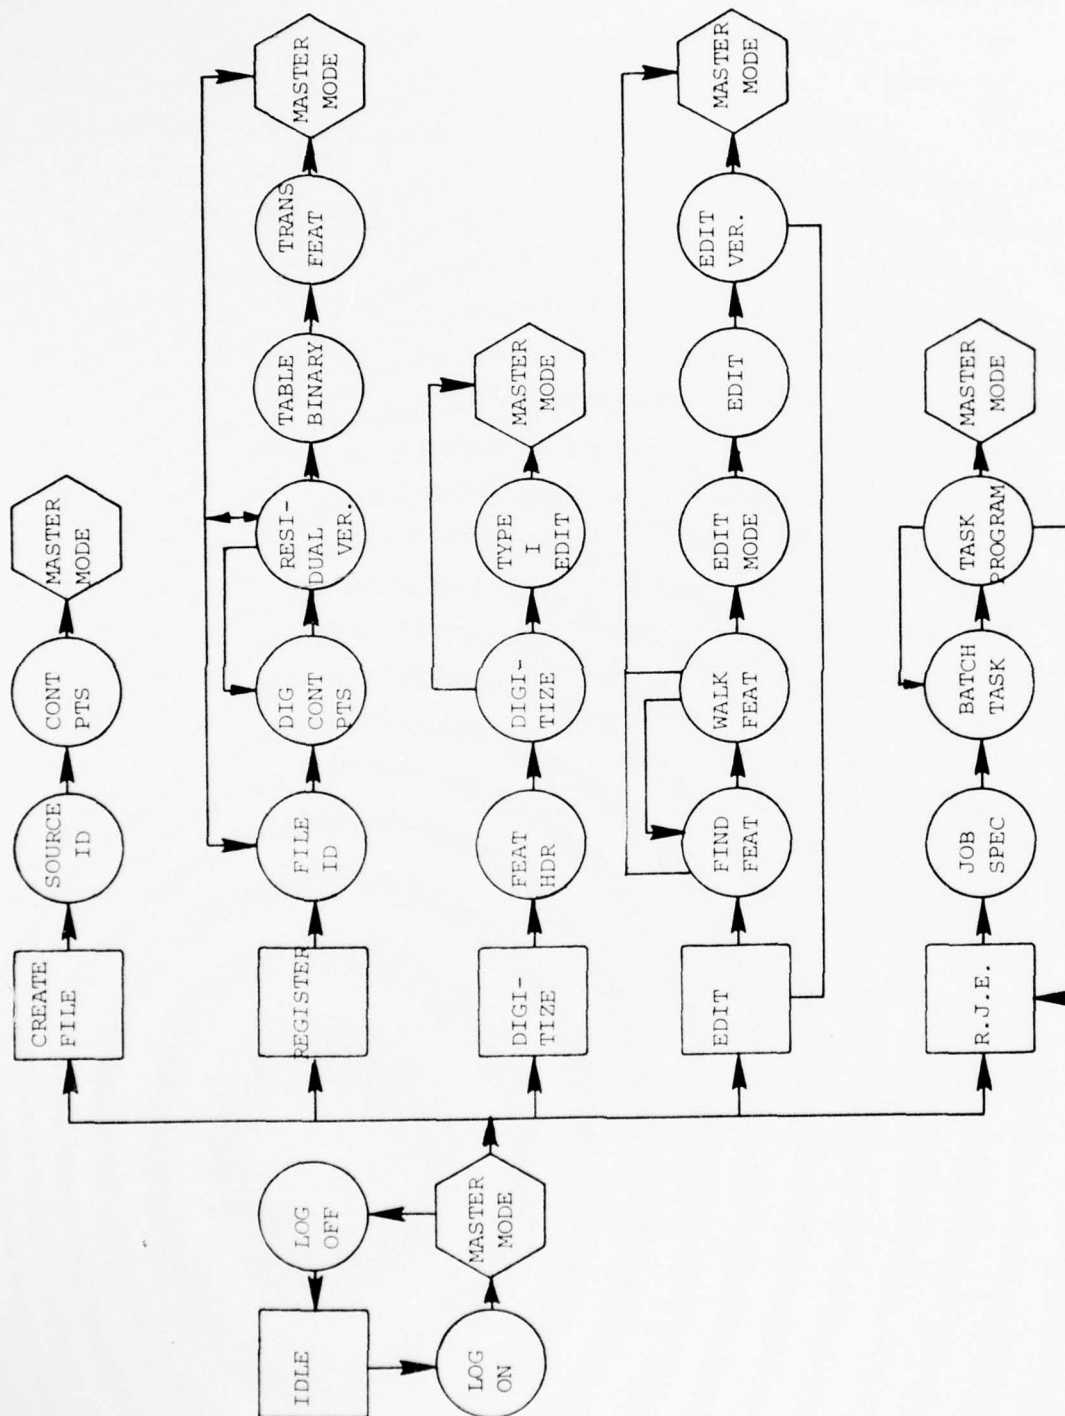 IDLE
LOG
ON
LOG
OFF
MASTER
MODE
CREATE
FILE
SOURCE
ID
CONT
PTS
MASTER
MODE
REGISTER
FILE
ID
DIG
CONT
PTS
RESI-
DUAL
VER.
TABLE
BINARY
TRANS
FEAT
MASTER
MODE
DIGI-
TIZE
FEAT
HDR
DIGI-
TIZE
TYPE
I
EDIT
MASTER
MODE
EDIT
FIND
FEAT
WALK
FEAT
EDIT
MODE
EDIT
EDIT
VER.
MASTER
MODE
R.J.E.
JOB
SPEC
BATCH
TASK
TASK
PROGRAM
MASTER
MODE